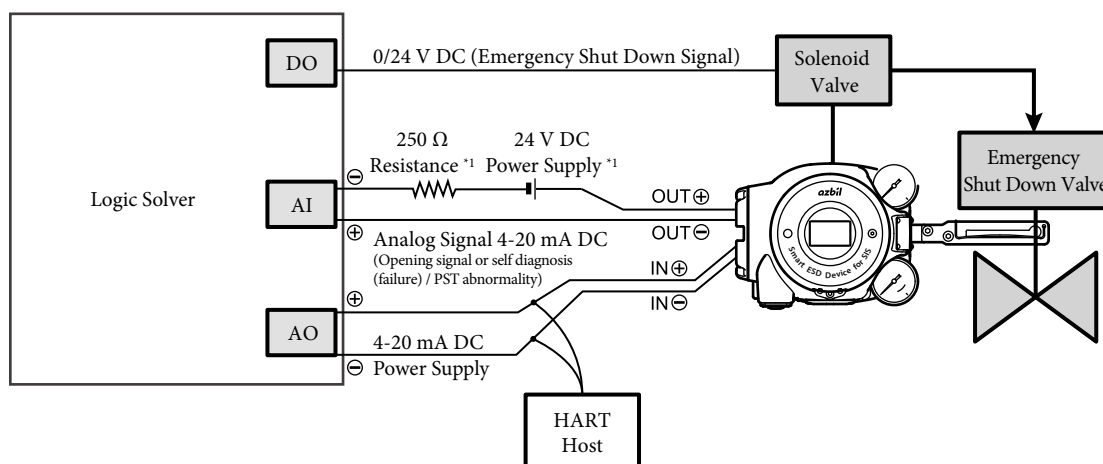 DO
0/24 V DC (Emergency Shut Down Signal)
Solenoid
Valve
250 Ω
Resistance *1
24 V DC
Power Supply *1
Emergency
Shut Down Valve
Logic Solver
AI
⊖
⊕
OUT⊕
OUT⊖
azbil
Smart ESD Device for SIS
Analog Signal 4-20 mA DC
(Opening signal or self diagnosis
(failure) / PST abnormality)
IN⊕
IN⊖
AO
⊕
⊖
4-20 mA DC
Power Supply
HART
Host